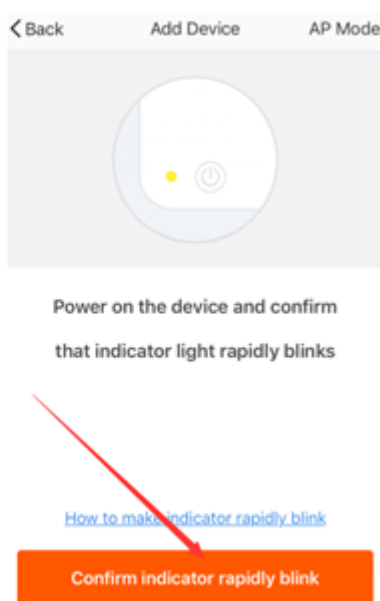 Back Add Device AP Mode
Power on the device and confirm
that indicator light rapidly blinks
How to make indicator rapidly blink
Confirm indicator rapidly blink